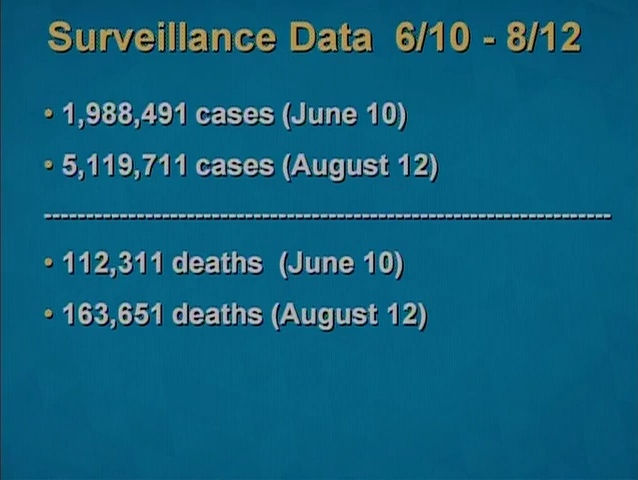 Surveillance Data 6/10 - 8/12
• 1,988,491 cases (June 10)
• 5,119,711 cases (August 12)
--------------------------------------------------------------------
• 112,311 deaths (June 10)
• 163,651 deaths (August 12)